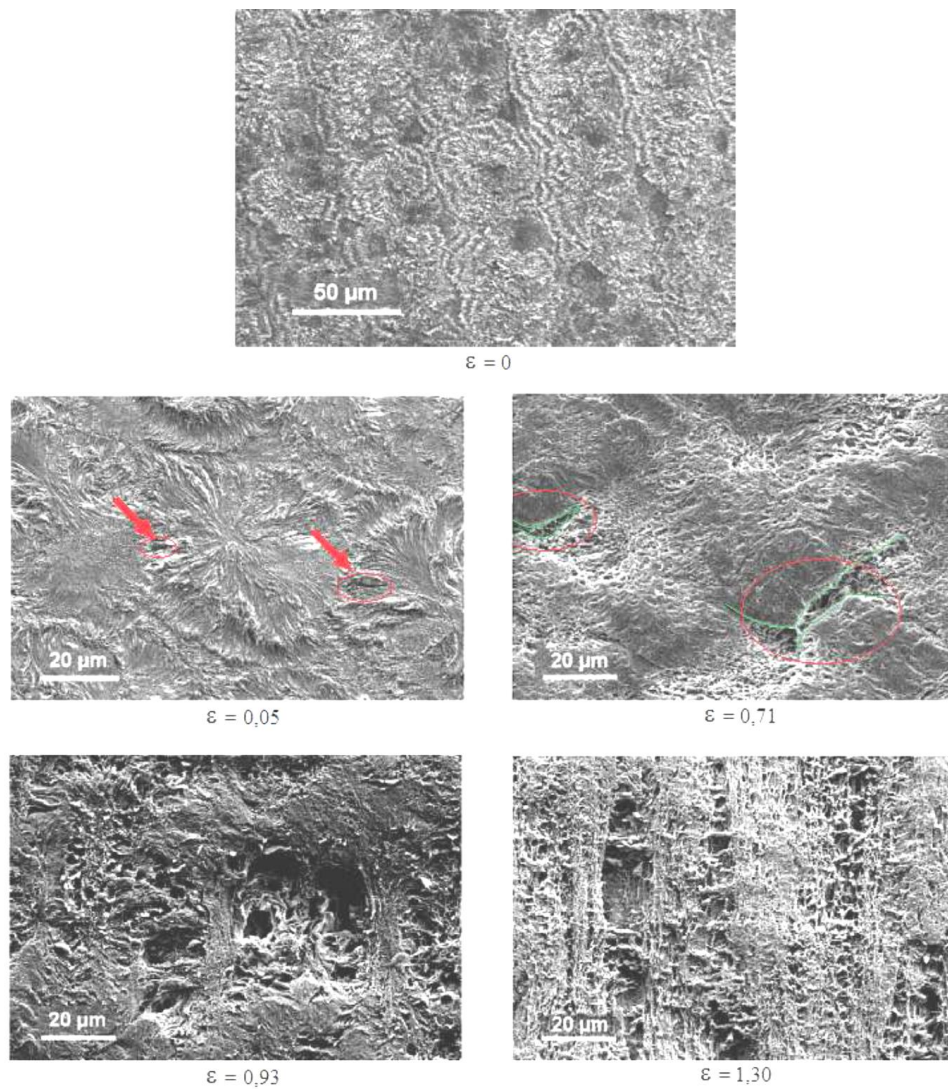 50 µm
ε = 0
20 µm
20 µm
ε = 0,05
ε = 0,71
20 µm
20 µm
ε = 0,93
ε = 1,30